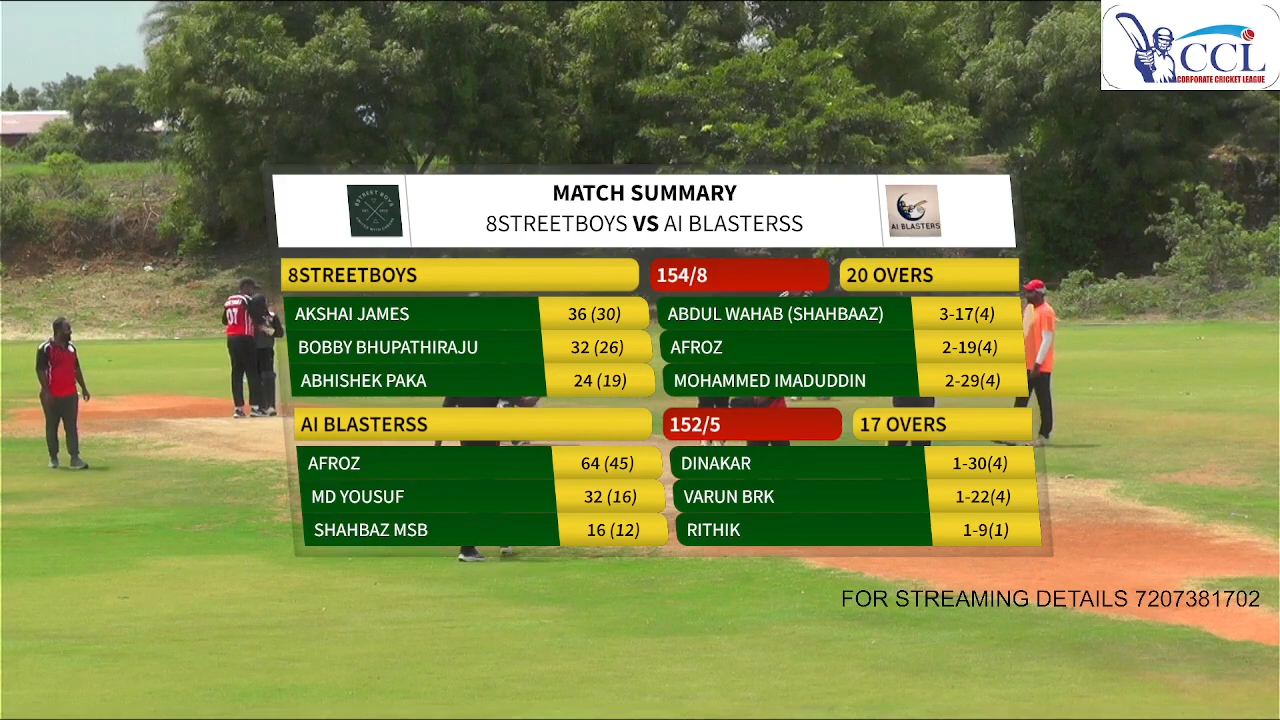 CCL
CORPORATE CRICKET LEAGUE
MATCH SUMMARY
8STREETBOYS VS AI BLASTERSS
AI BLASTERS
8STREETBOYS 154/8 20 OVERS
AKSHAI JAMES 36 (30) ABDUL WAHAB (SHAHBAAZ) 3-17(4)
BOBBY BHUPATHIRAJU 32 (26) AFROZ 2-19(4)
ABHISHEK PAKA 24 (19) MOHAMMED IMADUDDIN 2-29(4)
AI BLASTERSS 152/5 17 OVERS
AFROZ 64 (45) DINAKAR 1-30(4)
MD YOUSUF 32 (16) VARUN BRK 1-22(4)
SHAHBAZ MSB 16 (12) RITHIK 1-9(1)
FOR STREAMING DETAILS 7207381702
07